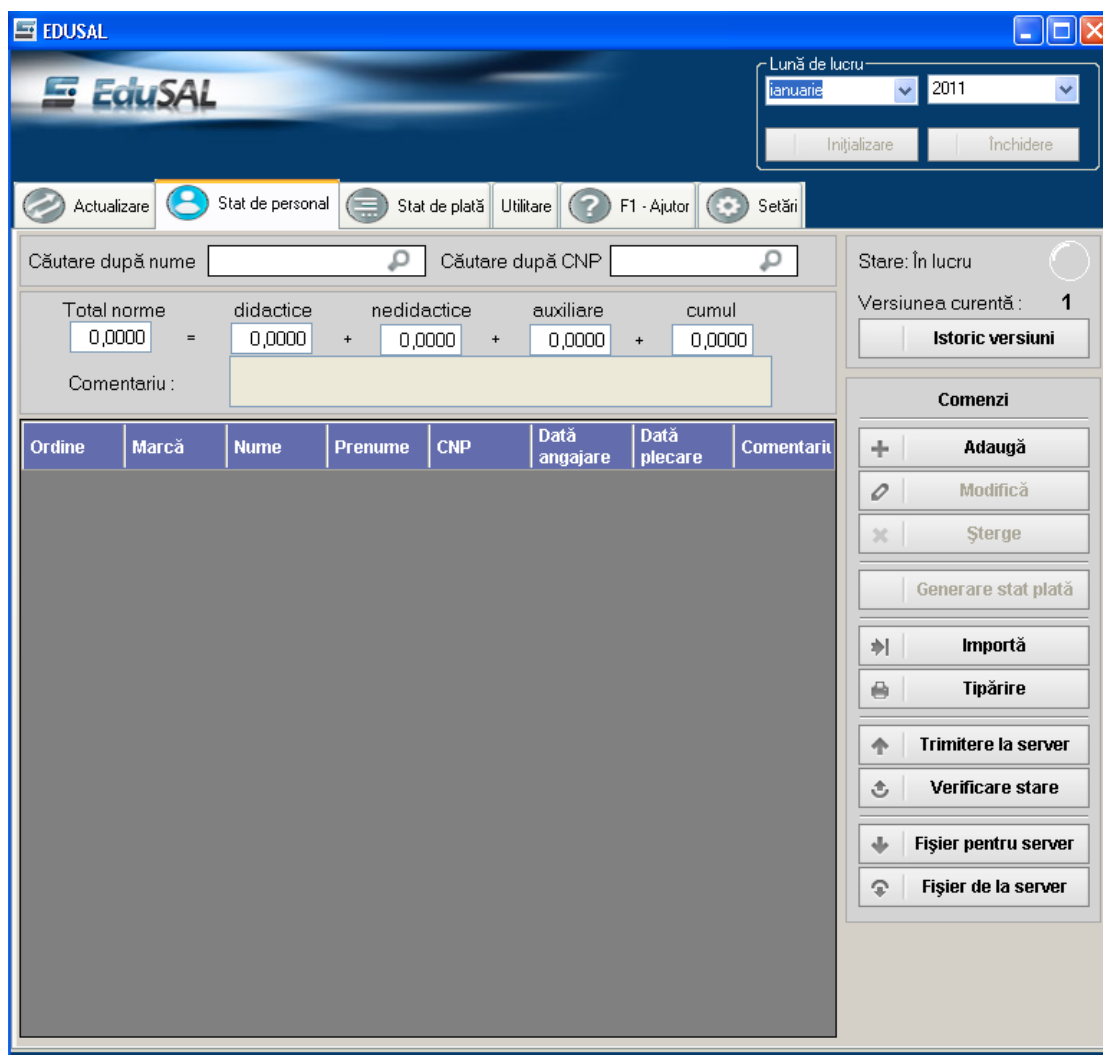 EDUSAL
EduSAL
Lună de lucru
ianuarie 2011
Iniţializare Închidere
Actualizare Stat de personal Stat de plată Utilitare F1 - Ajutor Setări
Căutare după nume Căutare după CNP
Total norme didactice nedidactice auxiliare cumul
0,0000 = 0,0000 + 0,0000 + 0,0000 + 0,0000
Comentariu :
Ordine Marcă Nume Prenume CNP Dată angajare Dată plecare Comentariu
Stare: În lucru
Versiunea curentă : 1
Istoric versiuni
Comenzi
Adaugă
Modifică
Şterge
Generare stat plată
Importă
Tipărire
Trimitere la server
Verificare stare
Fişier pentru server
Fişier de la server